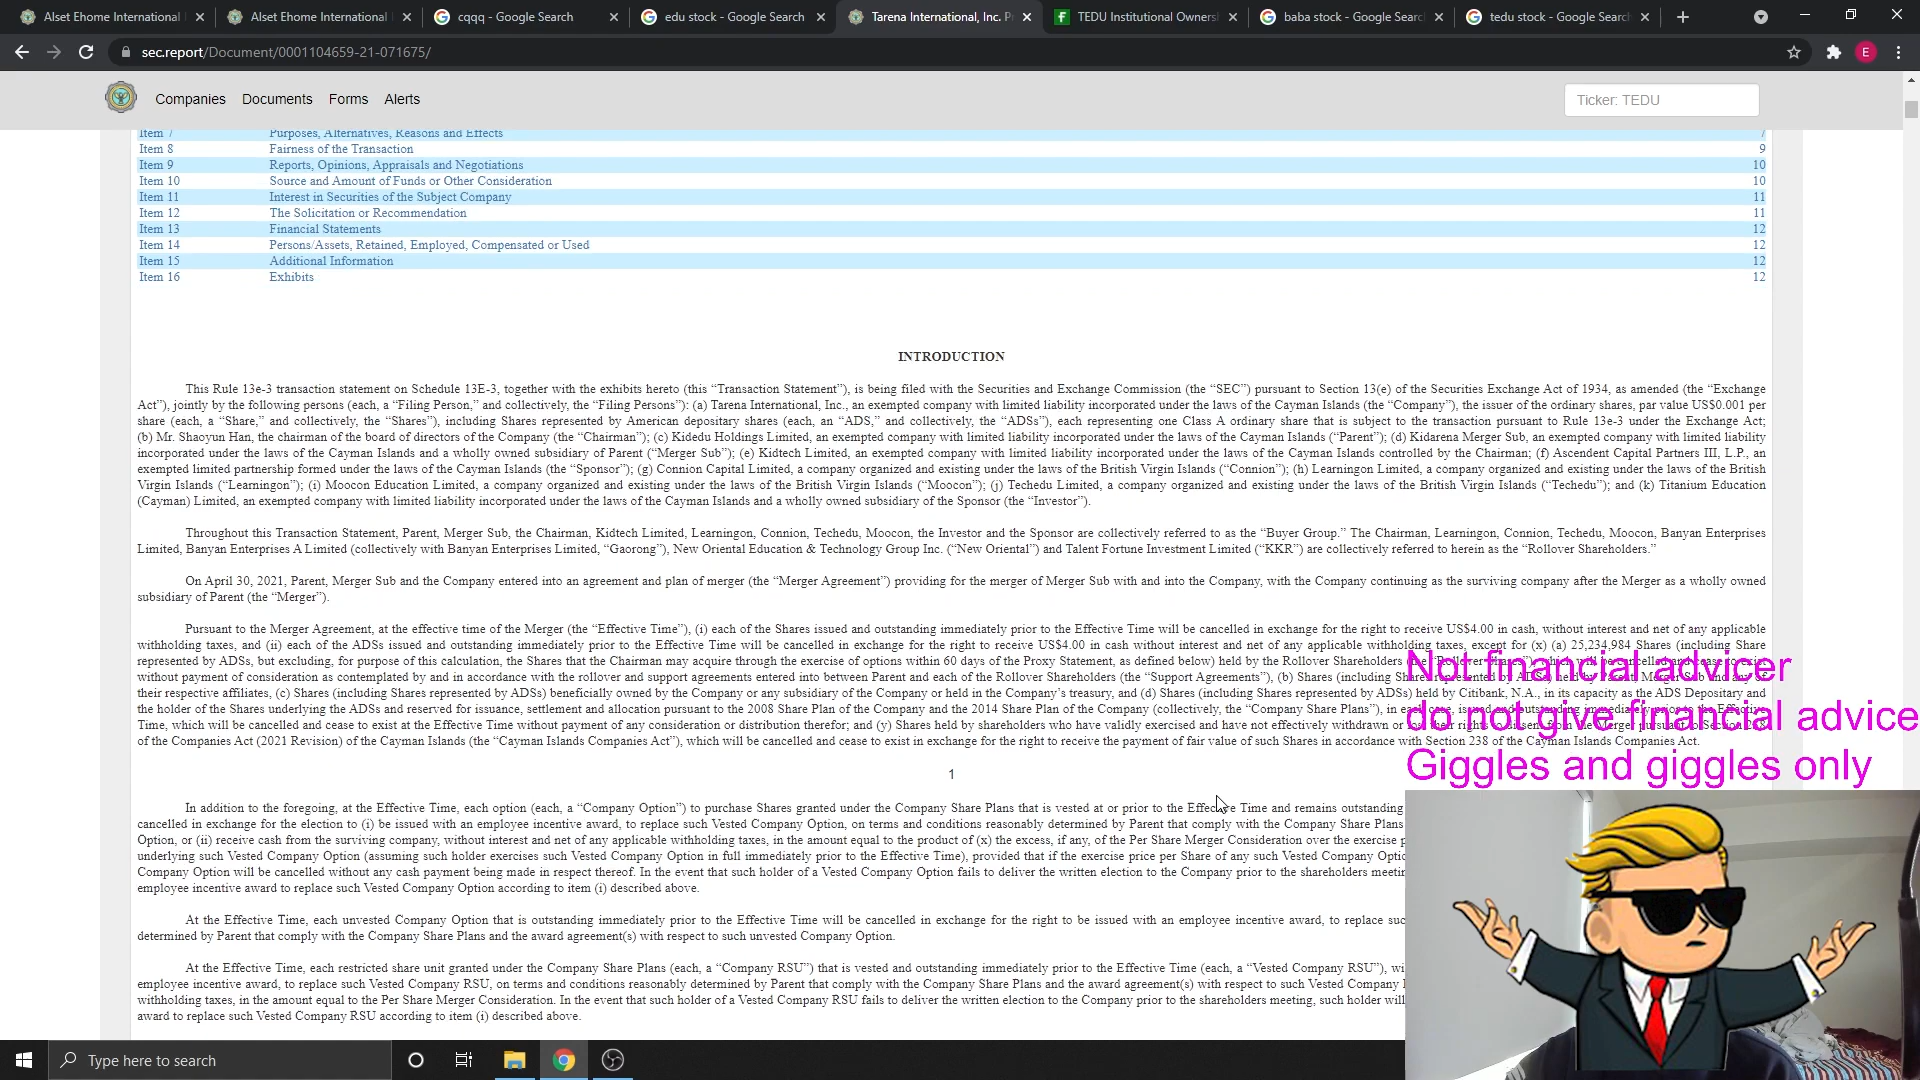 Alset Ehome International
Alset Ehome International
cqqq - Google Search
edu stock - Google Search
Tarena International, Inc. P
TEDU Institutional Owners
baba stock - Google Searc
tedu stock - Google Search
sec.report/Document/0001104659-21-071675/
E
Companies Documents Forms Alerts
Ticker: TEDU
Item 7 Purposes, Alternatives, Reasons and Effects 7
Item 8 Fairness of the Transaction 9
Item 9 Reports, Opinions, Appraisals and Negotiations 10
Item 10 Source and Amount of Funds or Other Consideration 10
Item 11 Interest in Securities of the Subject Company 11
Item 12 The Solicitation or Recommendation 11
Item 13 Financial Statements 12
Item 14 Persons/Assets, Retained, Employed, Compensated or Used 12
Item 15 Additional Information 12
Item 16 Exhibits 12
INTRODUCTION
This Rule 13e-3 transaction statement on Schedule 13E-3, together with the exhibits hereto (this “Transaction Statement”), is being filed with the Securities and Exchange Commission (the “SEC”) pursuant to Section 13(e) of the Securities Exchange Act of 1934, as amended (the “Exchange
Act”), jointly by the following persons (each, a “Filing Person,” and collectively, the “Filing Persons”): (a) Tarena International, Inc., an exempted company with limited liability incorporated under the laws of the Cayman Islands (the “Company”), the issuer of the ordinary shares, par value US$0.001 per
share (each, a “Share,” and collectively, the “Shares”), including Shares represented by American depositary shares (each, an “ADS,” and collectively, the “ADSs”), each representing one Class A ordinary share that is subject to the transaction pursuant to Rule 13e-3 under the Exchange Act;
(b) Mr. Shaoyun Han, the chairman of the board of directors of the Company (the “Chairman”); (c) Kidedu Holdings Limited, an exempted company with limited liability incorporated under the laws of the Cayman Islands (“Parent”); (d) Kidarena Merger Sub, an exempted company with limited liability
incorporated under the laws of the Cayman Islands and a wholly owned subsidiary of Parent (“Merger Sub”); (e) Kidtech Limited, an exempted company with limited liability incorporated under the laws of the Cayman Islands controlled by the Chairman; (f) Ascendent Capital Partners III, L.P., an
exempted limited partnership formed under the laws of the Cayman Islands (the “Sponsor”); (g) Connion Capital Limited, a company organized and existing under the laws of the British Virgin Islands (“Connion”); (h) Learningon Limited, a company organized and existing under the laws of the British
Virgin Islands (“Learningon”); (i) Moocon Education Limited, a company organized and existing under the laws of the British Virgin Islands (“Moocon”); (j) Techedu Limited, a company organized and existing under the laws of the British Virgin Islands (“Techedu”); and (k) Titanium Education
(Cayman) Limited, an exempted company with limited liability incorporated under the laws of the Cayman Islands and a wholly owned subsidiary of the Sponsor (the “Investor”).
Throughout this Transaction Statement, Parent, Merger Sub, the Chairman, Kidtech Limited, Learningon, Connion, Techedu, Moocon, the Investor and the Sponsor are collectively referred to as the “Buyer Group.” The Chairman, Learningon, Connion, Techedu, Moocon, Banyan Enterprises
Limited, Banyan Enterprises A Limited (collectively with Banyan Enterprises Limited, “Gaorong”), New Oriental Education & Technology Group Inc. (“New Oriental”) and Talent Fortune Investment Limited (“KKR”) are collectively referred to herein as the “Rollover Shareholders.”
On April 30, 2021, Parent, Merger Sub and the Company entered into an agreement and plan of merger (the “Merger Agreement”) providing for the merger of Merger Sub with and into the Company, with the Company continuing as the surviving company after the Merger as a wholly owned
subsidiary of Parent (the “Merger”).
Pursuant to the Merger Agreement, at the effective time of the Merger (the “Effective Time”), (i) each of the Shares issued and outstanding immediately prior to the Effective Time will be cancelled in exchange for the right to receive US$4.00 in cash, without interest and net of any applicable
withholding taxes, and (ii) each of the ADSs issued and outstanding immediately prior to the Effective Time will be cancelled in exchange for the right to receive US$4.00 in cash without interest and net of any applicable withholding taxes, except for (x) (a) 25,234,984 Shares (including Share
represented by ADSs, but excluding, for purpose of this calculation, the Shares that the Chairman may acquire through the exercise of options within 60 days of the Proxy Statement, as defined below) held by the Rollover Shareholders (the “Rollover Shares”), which will be cancelled and cease to exist
without payment of consideration as contemplated by and in accordance with the rollover and support agreements entered into between Parent and each of the Rollover Shareholders (the “Support Agreements”), (b) Shares (including Shares represented by ADSs) held by Parent, Merger Sub and any of
their respective affiliates, (c) Shares (including Shares represented by ADSs) beneficially owned by the Company or any subsidiary of the Company or held in the Company’s treasury, and (d) Shares (including Shares represented by ADSs) held by Citibank, N.A., in its capacity as the ADS Depositary and
the holder of the Shares underlying the ADSs and reserved for issuance, settlement and allocation pursuant to the 2008 Share Plan of the Company and the 2014 Share Plan of the Company (collectively, the “Company Share Plans”), in each case, issued and outstanding immediately prior to the Effective
Time, which will be cancelled and cease to exist at the Effective Time without payment of any consideration or distribution therefor; and (y) Shares held by shareholders who have validly exercised and have not effectively withdrawn or lost their rights to dissent from the Merger pursuant to Section 238
of the Companies Act (2021 Revision) of the Cayman Islands (the “Cayman Islands Companies Act”), which will be cancelled and cease to exist in exchange for the right to receive the payment of fair value of such Shares in accordance with Section 238 of the Cayman Islands Companies Act.
Not financial adviser
do not give financial advice
Giggles and giggles only
1
In addition to the foregoing, at the Effective Time, each option (each, a “Company Option”) to purchase Shares granted under the Company Share Plans that is vested at or prior to the Effective Time and remains outstanding
cancelled in exchange for the election to (i) be issued with an employee incentive award, to replace such Vested Company Option, on terms and conditions reasonably determined by Parent that comply with the Company Share Plans
Option, or (ii) receive cash from the surviving company, without interest and net of any applicable withholding taxes, in the amount equal to the product of (x) the excess, if any, of the Per Share Merger Consideration over the exercise p
underlying such Vested Company Option (assuming such holder exercises such Vested Company Option in full immediately prior to the Effective Time), provided that if the exercise price per Share of any such Vested Company Optio
Company Option will be cancelled without any cash payment being made in respect thereof. In the event that such holder of a Vested Company Option fails to deliver the written election to the Company prior to the shareholders meetin
employee incentive award to replace such Vested Company Option according to item (i) described above.
At the Effective Time, each unvested Company Option that is outstanding immediately prior to the Effective Time will be cancelled in exchange for the right to be issued with an employee incentive award, to replace suc
determined by Parent that comply with the Company Share Plans and the award agreement(s) with respect to such unvested Company Option.
At the Effective Time, each restricted share unit granted under the Company Share Plans (each, a “Company RSU”) that is vested and outstanding immediately prior to the Effective Time (each, a “Vested Company RSU”), wi
employee incentive award, to replace such Vested Company RSU, on terms and conditions reasonably determined by Parent that comply with the Company Share Plans and the award agreement(s) with respect to such Vested Company
withholding taxes, in the amount equal to the Per Share Merger Consideration. In the event that such holder of a Vested Company RSU fails to deliver the written election to the Company prior to the shareholders meeting, such holder will
award to replace such Vested Company RSU according to item (i) described above.
Type here to search